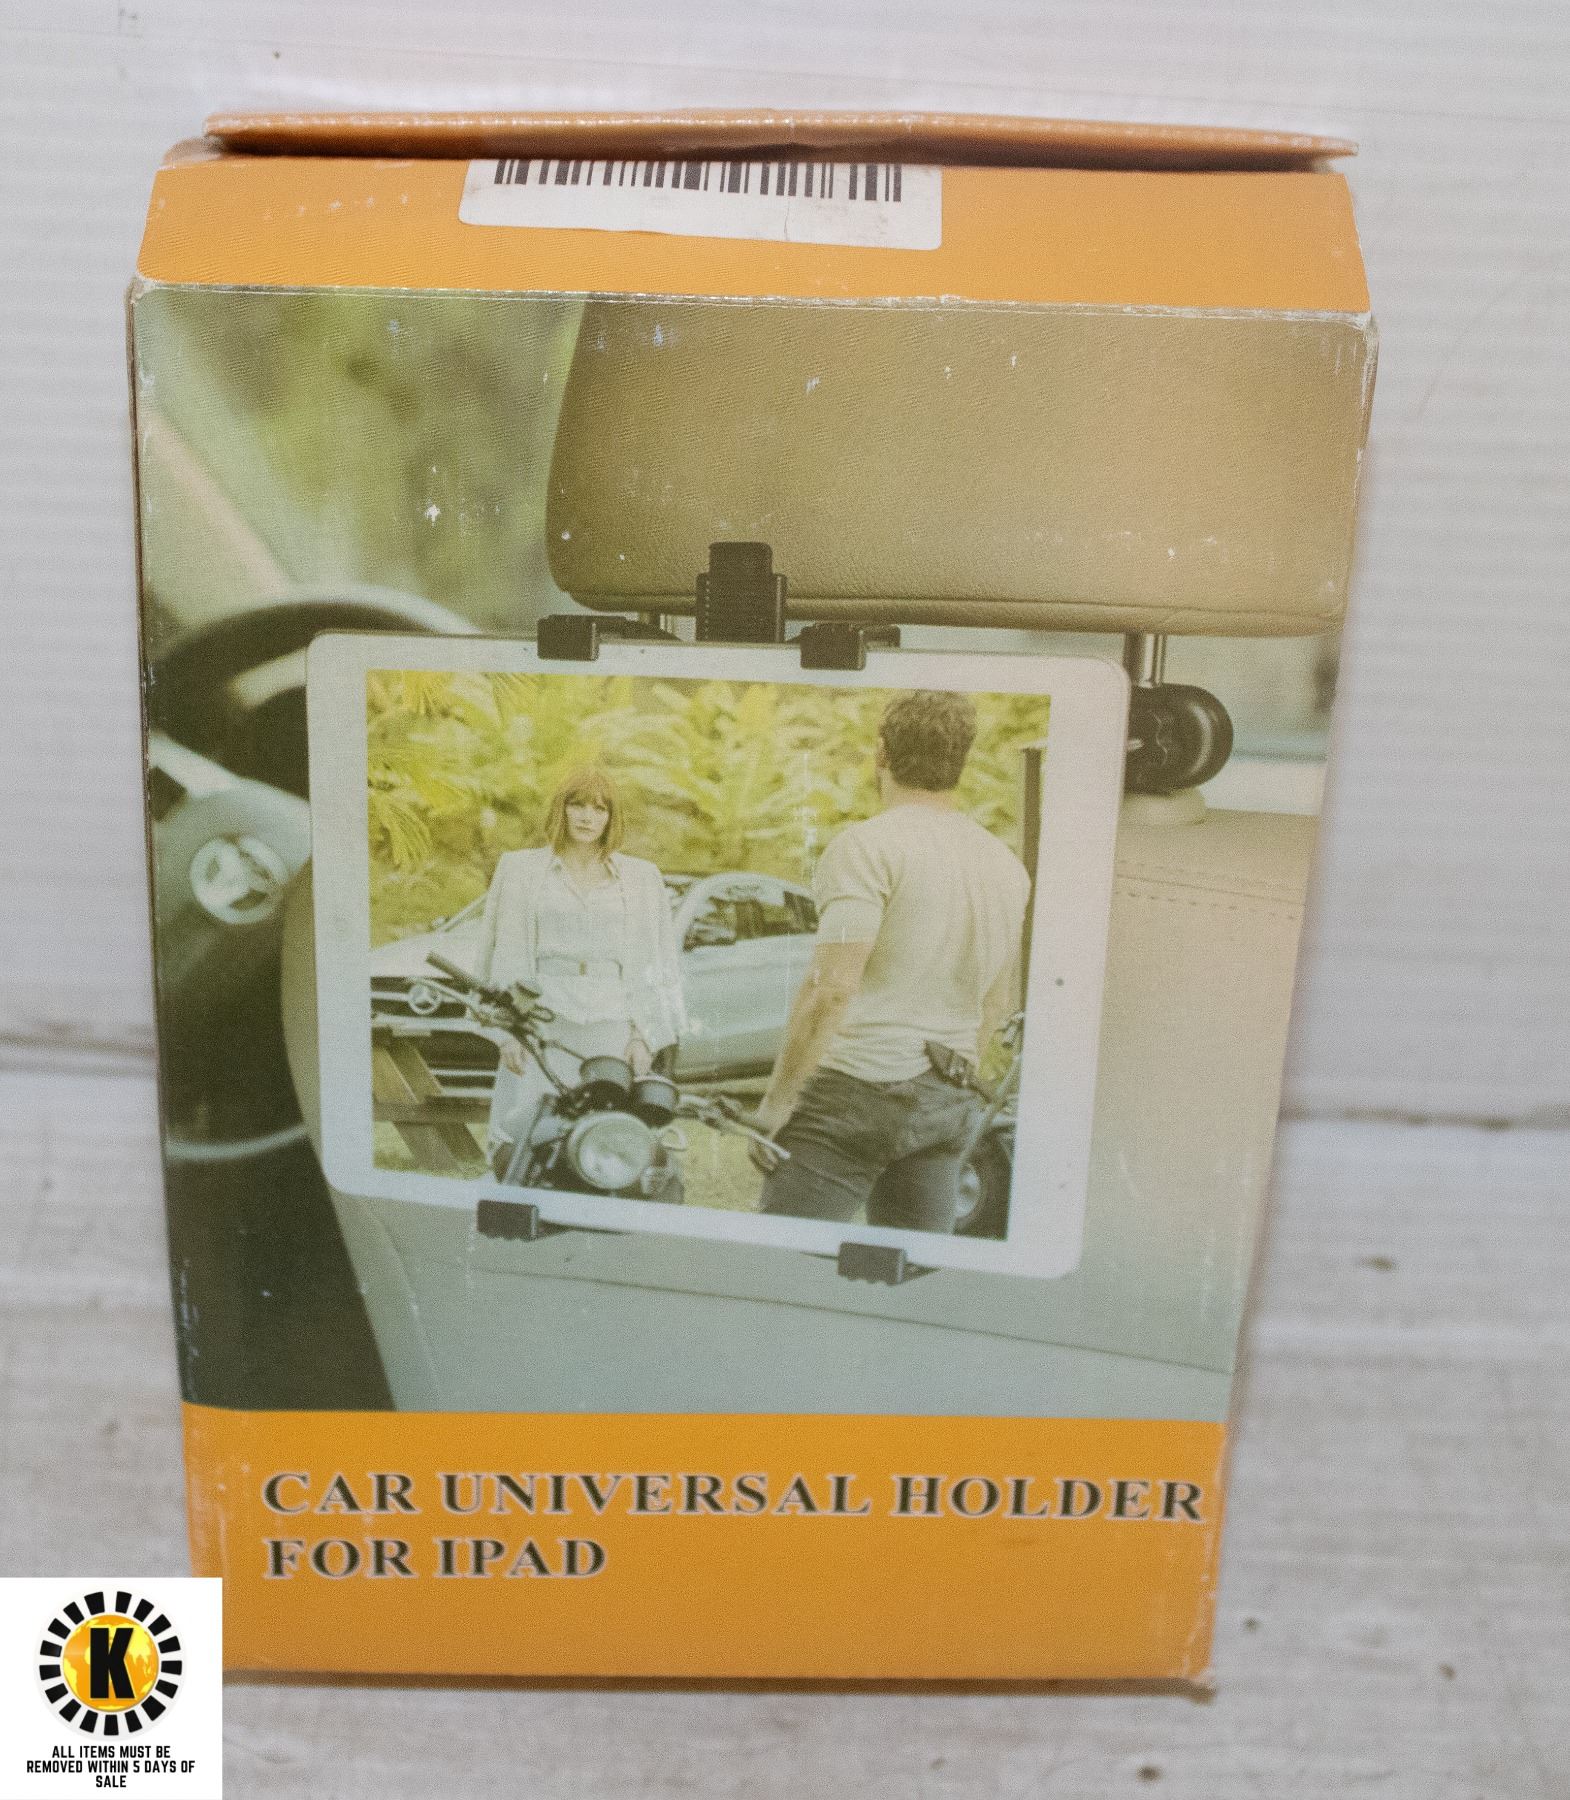 CAR UNIVERSAL HOLDER
FOR IPAD
K
ALL ITEMS MUST BE
REMOVED WITHIN 5 DAYS OF
SALE